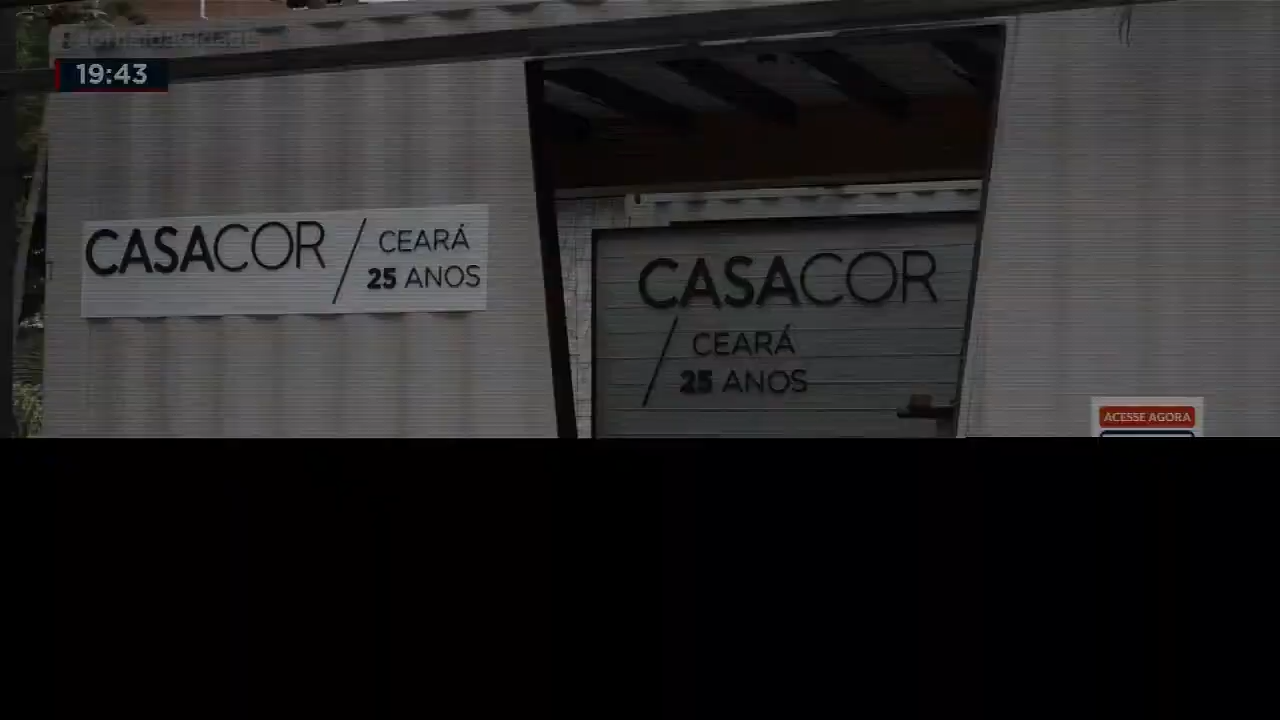 19:43
CASACOR / CEARÁ
25 ANOS
CASACOR
/ CEARÁ
25 ANOS
ACESSE AGORA